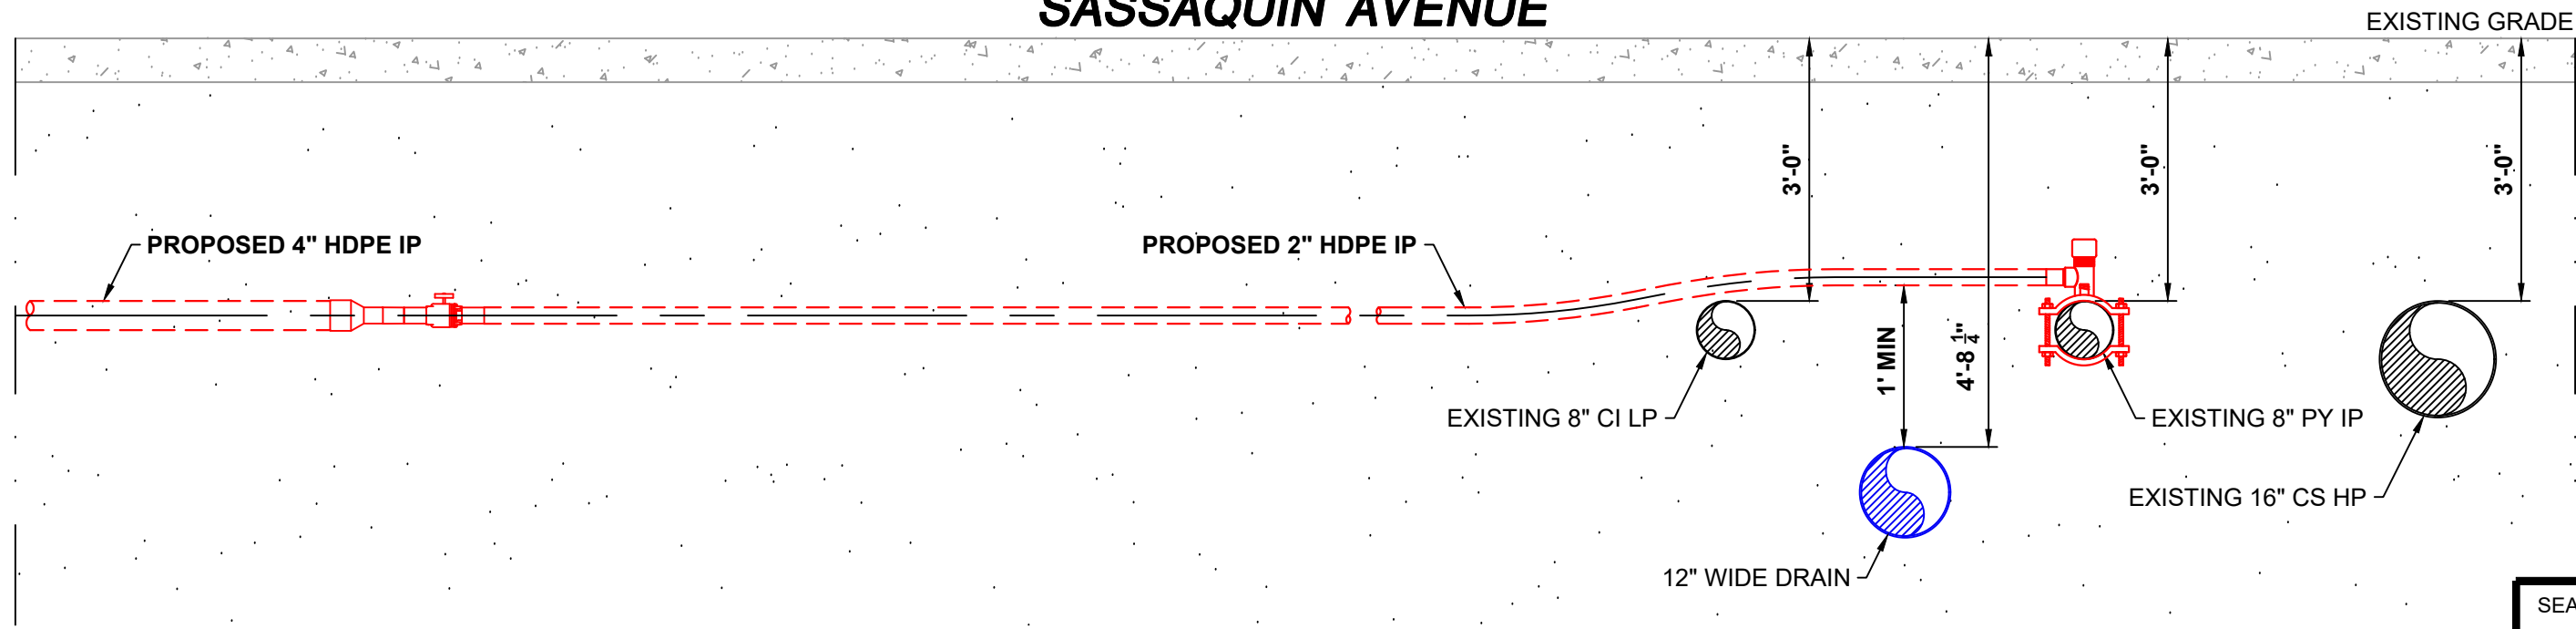 SASSAQUIN AVENUE
EXISTING GRADE
3'-0"
3'-0"
3'-0"
PROPOSED 4" HDPE IP
PROPOSED 2" HDPE IP
1' MIN
4'-8 1/4"
EXISTING 8" CI LP
EXISTING 8" PY IP
EXISTING 16" CS HP
12" WIDE DRAIN
SEA